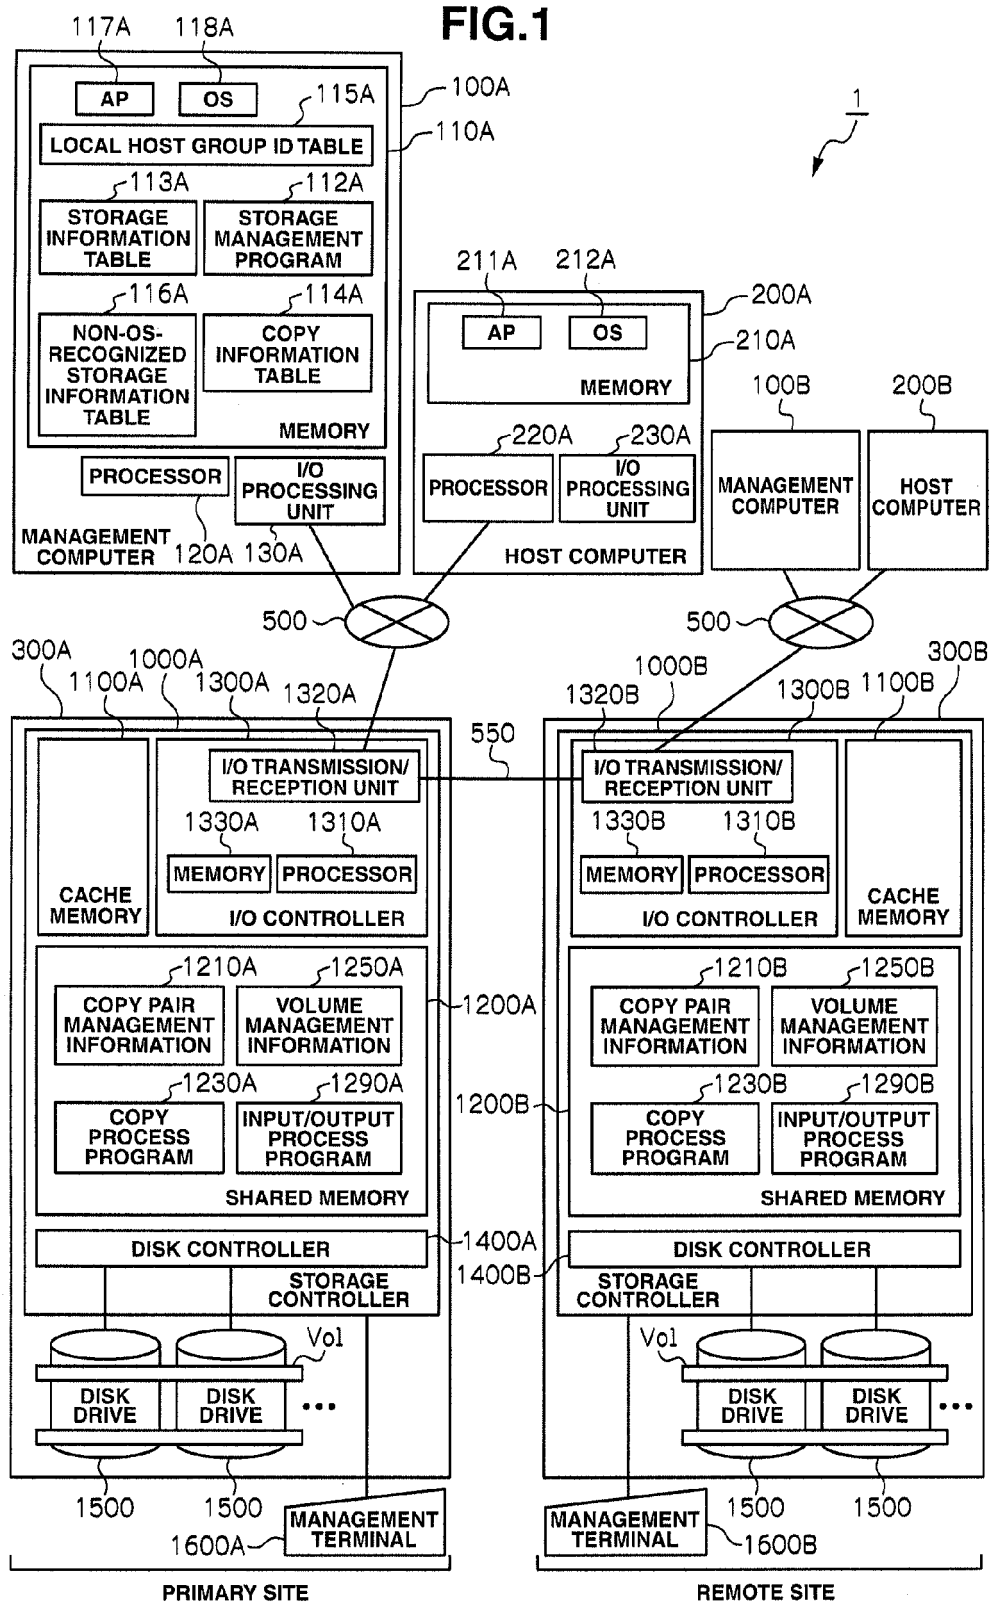 FIG.1
117A
118A
AP
OS
115A
100A
1
LOCAL HOST GROUP ID TABLE
110A
113A
112A
STORAGE
INFORMATION
TABLE
STORAGE
MANAGEMENT
PROGRAM
116A
114A
NON-OS-
RECOGNIZED
STORAGE
INFORMATION
TABLE
COPY
INFORMATION
TABLE
MEMORY
PROCESSOR
I/O
PROCESSING
UNIT
MANAGEMENT
COMPUTER
120A
130A
211A
212A
200A
AP
OS
210A
MEMORY
220A
230A
PROCESSOR
I/O
PROCESSING
UNIT
HOST COMPUTER
100B
200B
MANAGEMENT
COMPUTER
HOST
COMPUTER
500
500
300A
1000A
1100A
1300A
1320A
I/O TRANSMISSION/
RECEPTION UNIT
1330A
1310A
MEMORY
PROCESSOR
CACHE
MEMORY
I/O CONTROLLER
550
1000B
300B
1320B
1300B
1100B
I/O TRANSMISSION/
RECEPTION UNIT
1330B
1310B
MEMORY
PROCESSOR
I/O CONTROLLER
CACHE
MEMORY
1210A
1250A
1200A
COPY PAIR
MANAGEMENT
INFORMATION
VOLUME
MANAGEMENT
INFORMATION
1230A
1290A
COPY
PROCESS
PROGRAM
INPUT/OUTPUT
PROCESS
PROGRAM
SHARED MEMORY
1210B
1250B
COPY PAIR
MANAGEMENT
INFORMATION
VOLUME
MANAGEMENT
INFORMATION
1200B
1230B
1290B
COPY
PROCESS
PROGRAM
INPUT/OUTPUT
PROCESS
PROGRAM
SHARED MEMORY
DISK CONTROLLER
1400A
STORAGE
CONTROLLER
1400B
DISK CONTROLLER
STORAGE
CONTROLLER
Vol
DISK
DRIVE
DISK
DRIVE
•••
1500
1500
Vol
DISK
DRIVE
DISK
DRIVE
•••
1500
1500
MANAGEMENT
TERMINAL
1600A
MANAGEMENT
TERMINAL
1600B
PRIMARY SITE
REMOTE SITE